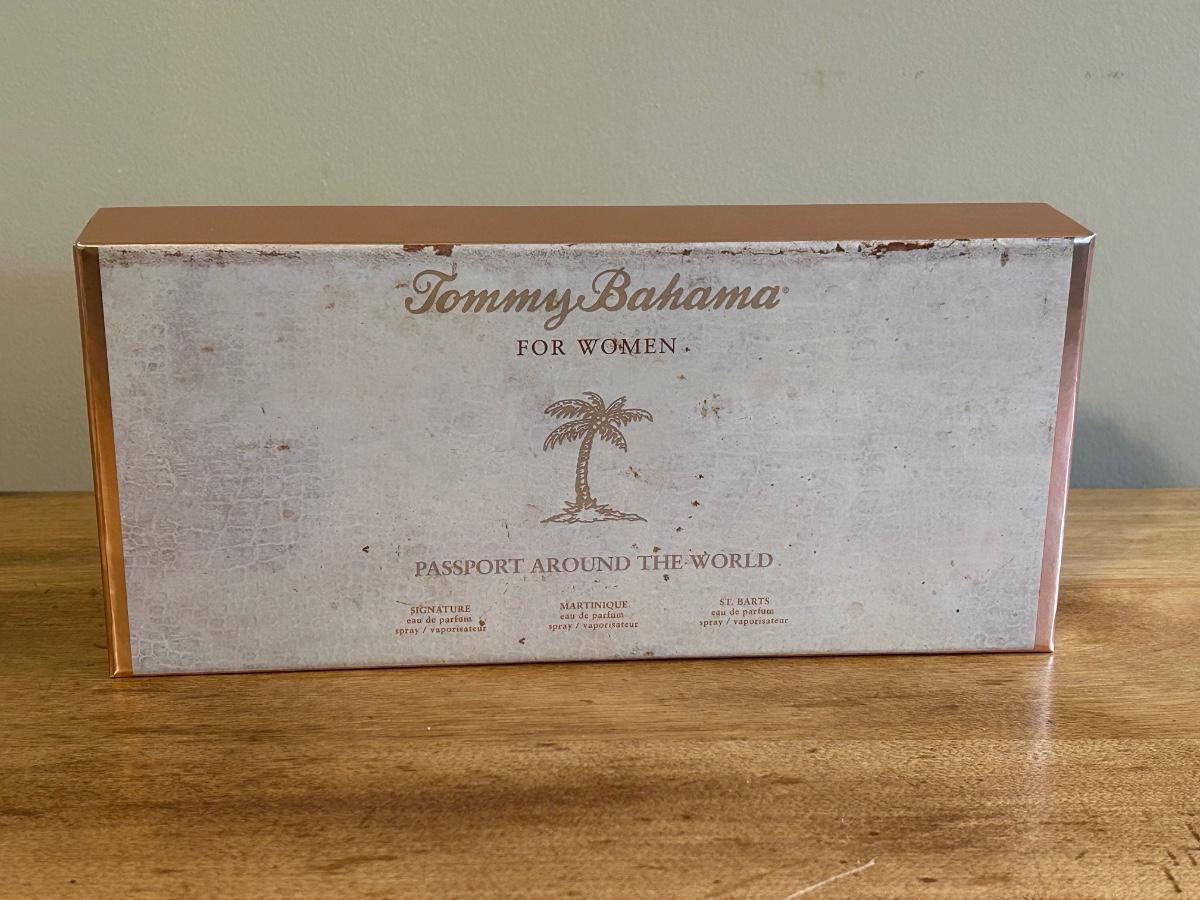 Tommy Bahama®
FOR WOMEN
PASSPORT AROUND THE WORLD
SIGNATURE
eau de parfum
spray / vaporisateur
MARTINIQUE
eau de parfum
spray / vaporisateur
ST. BARTS
eau de parfum
spray / vaporisateur